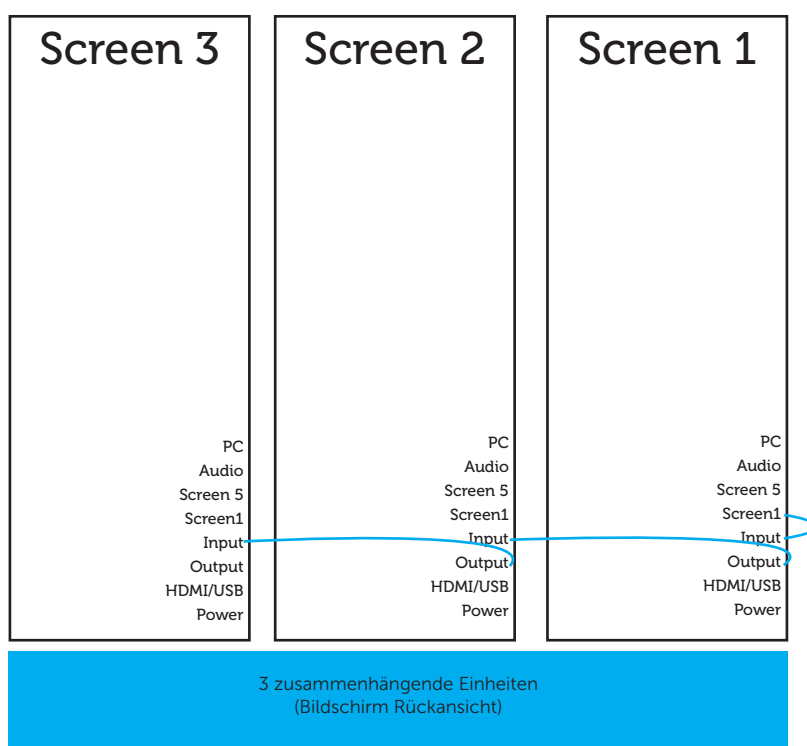 Screen 3
PC
Audio
Screen 5
Screen1
Input
Output
HDMI/USB
Power
Screen 2
PC
Audio
Screen 5
Screen1
Input
Output
HDMI/USB
Power
Screen 1
PC
Audio
Screen 5
Screen1
Input
Output
HDMI/USB
Power
3 zusammenhängende Einheiten
(Bildschirm Rückansicht)